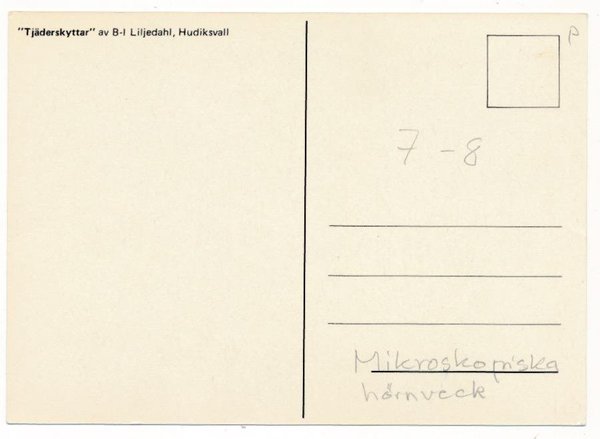 "Tjäderskyttar" av B-I Liljedahl, Hudiksvall
P
7 - 8
Mikroskopiska
hörnveck